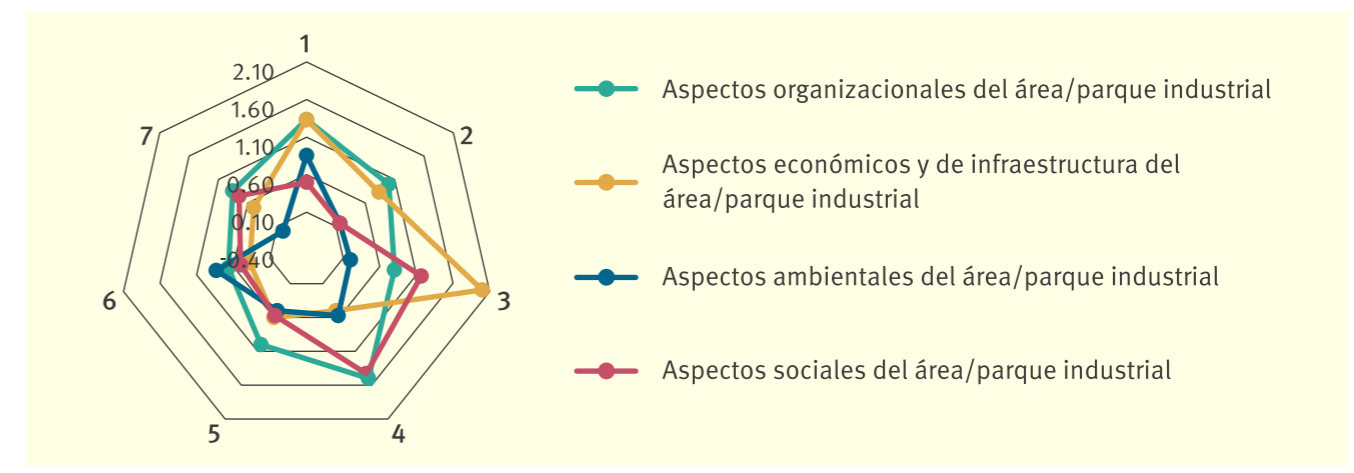 1
2.10
1.60
7
2
1.10
0.60
0.10
-0.40
6
3
5
4
Aspectos organizacionales del área/parque industrial
Aspectos económicos y de infraestructura del
área/parque industrial
Aspectos ambientales del área/parque industrial
Aspectos sociales del área/parque industrial